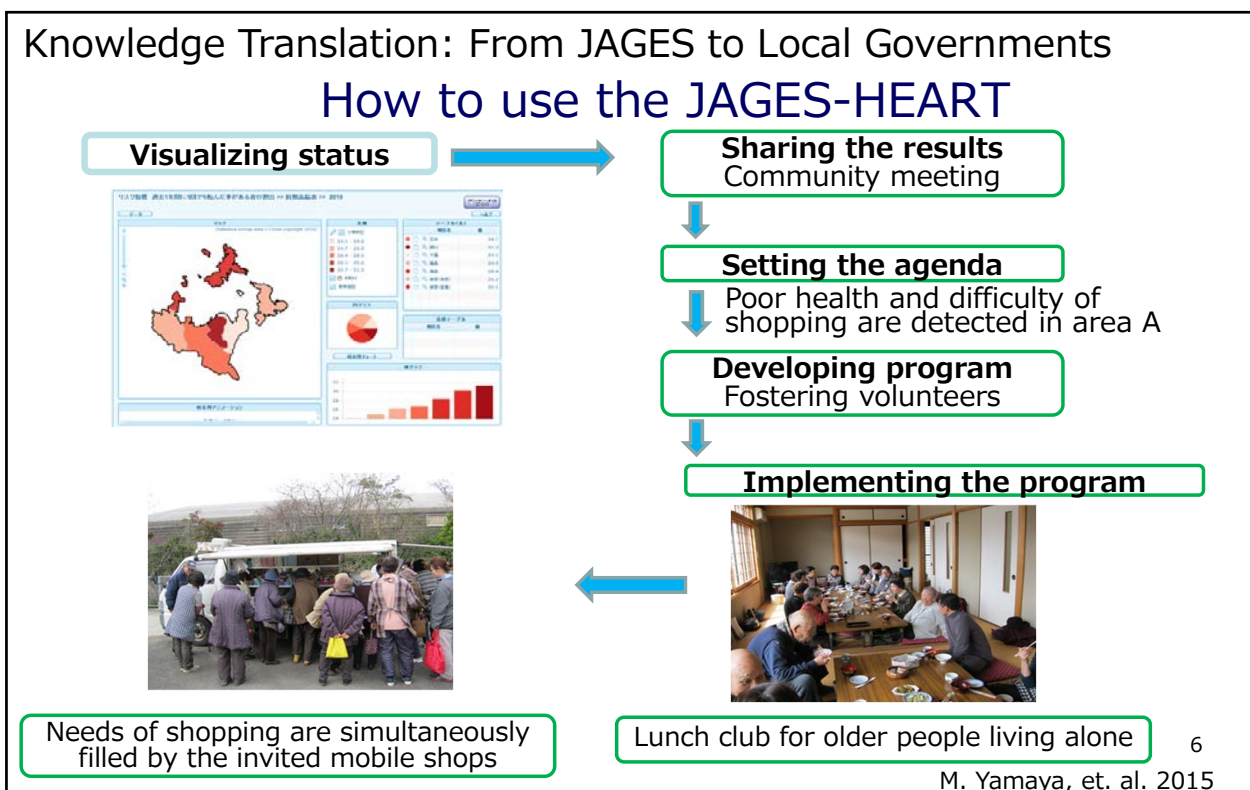 Knowledge Translation: From JAGES to Local Governments
How to use the JAGES-HEART
Visualizing status
Sharing the results
Community meeting
Setting the agenda
Poor health and difficulty of
shopping are detected in area A
Developing program
Fostering volunteers
Implementing the program
Needs of shopping are simultaneously
filled by the invited mobile shops
Lunch club for older people living alone
6
M. Yamaya, et. al. 2015